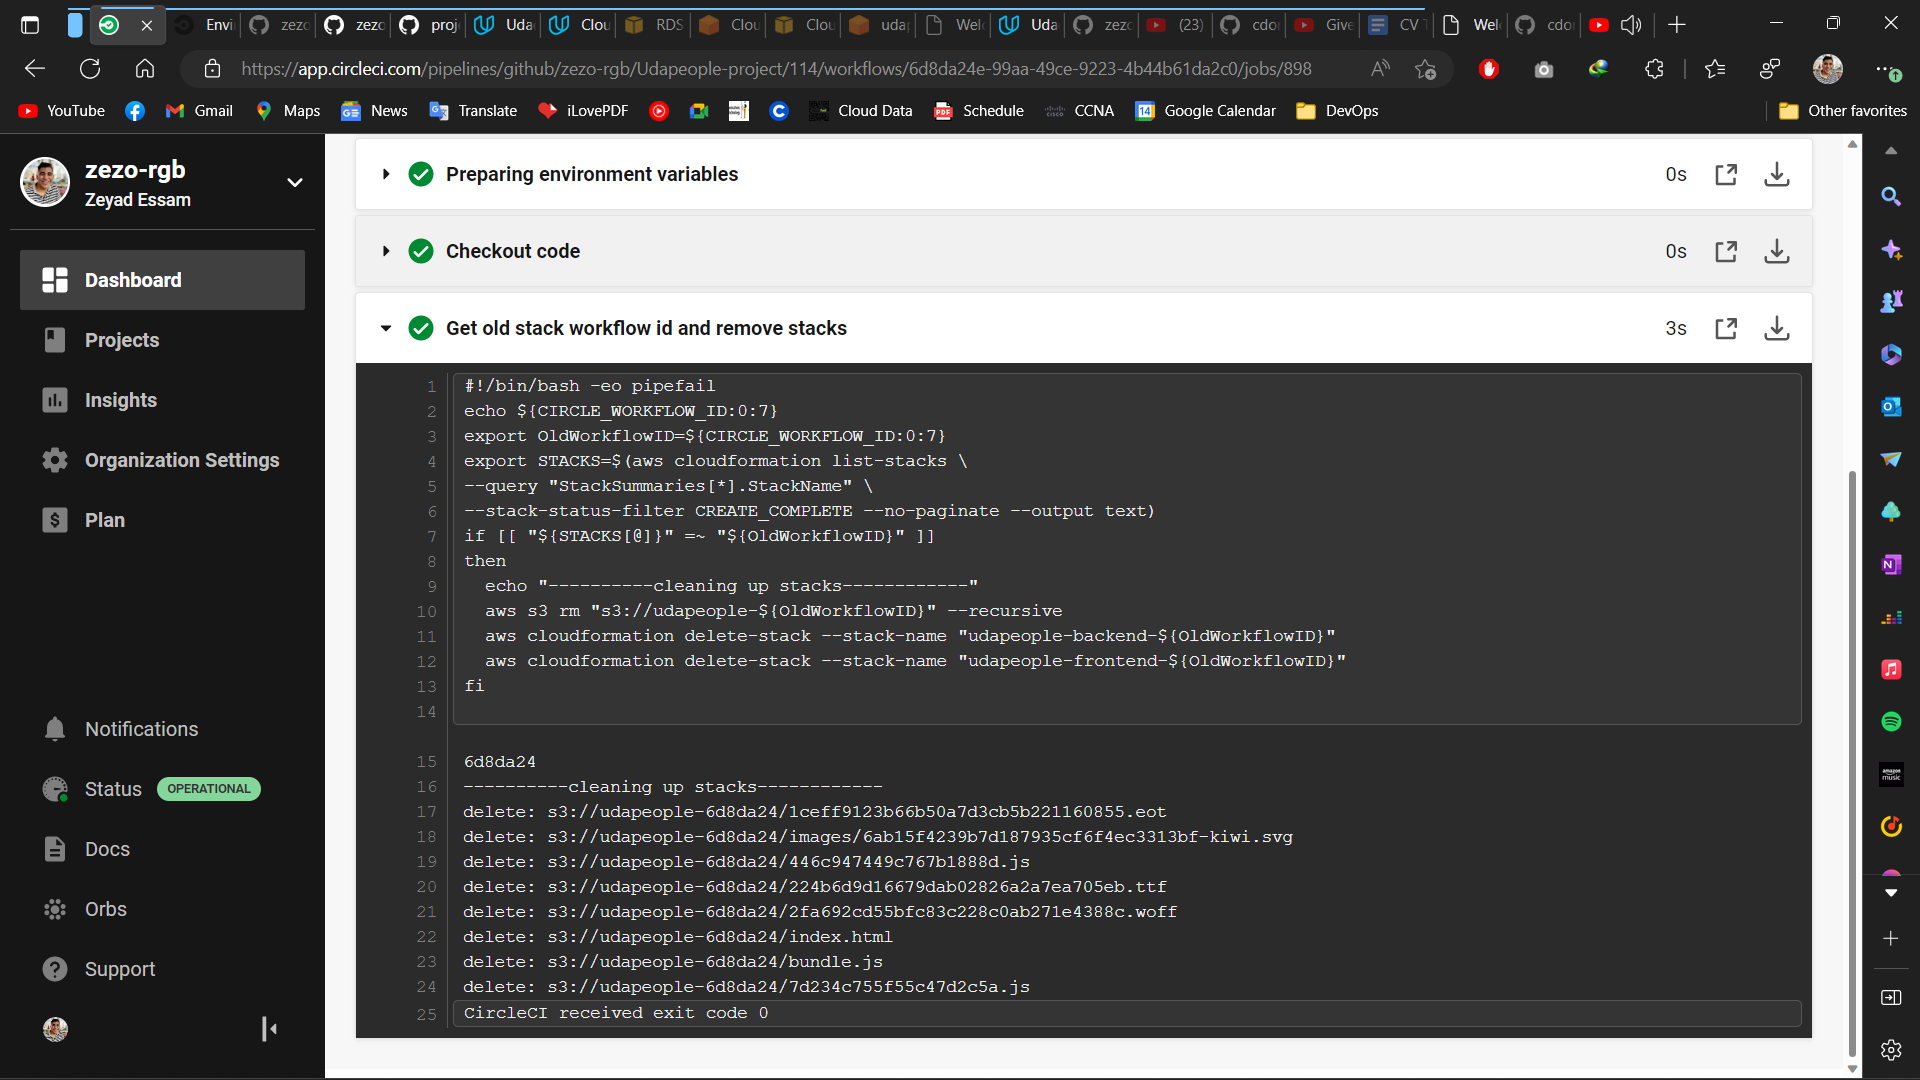 Envi
zezo
zezo
proj
Uda
Clou
RDS
Clou
Clou
udap
Welc
Uda
zezo
(23)
cdon
Give
CV T
Wel
cdon
https://app.circleci.com/pipelines/github/zezo-rgb/Udapeople-project/114/workflows/6d8da24e-99aa-49ce-9223-4b44b61da2c0/jobs/898
YouTube
Gmail
Maps
News
Translate
iLovePDF
Cloud Data
Schedule
CCNA
Google Calendar
DevOps
Other favorites
zezo-rgb
Zeyad Essam
Dashboard
Projects
Insights
Organization Settings
Plan
Notifications
Status OPERATIONAL
Docs
Orbs
Support
Preparing environment variables 0s
Checkout code 0s
Get old stack workflow id and remove stacks 3s
1 #!/bin/bash -eo pipefail
2 echo ${CIRCLE_WORKFLOW_ID:0:7}
3 export OldWorkflowID=${CIRCLE_WORKFLOW_ID:0:7}
4 export STACKS=$(aws cloudformation list-stacks \
5 --query "StackSummaries[*].StackName" \
6 --stack-status-filter CREATE_COMPLETE --no-paginate --output text)
7 if [[ "${STACKS[@]}" =~ "${OldWorkflowID}" ]]
8 then
9 echo "----------cleaning up stacks------------"
10 aws s3 rm "s3://udapeople-${OldWorkflowID}" --recursive
11 aws cloudformation delete-stack --stack-name "udapeople-backend-${OldWorkflowID}"
12 aws cloudformation delete-stack --stack-name "udapeople-frontend-${OldWorkflowID}"
13 fi
14
15 6d8da24
16 ----------cleaning up stacks------------
17 delete: s3://udapeople-6d8da24/1ceff9123b66b50a7d3cb5b221160855.eot
18 delete: s3://udapeople-6d8da24/images/6ab15f4239b7d187935cf6f4ec3313bf-kiwi.svg
19 delete: s3://udapeople-6d8da24/446c947449c767b1888d.js
20 delete: s3://udapeople-6d8da24/224b6d9d16679dab02826a2a7ea705eb.ttf
21 delete: s3://udapeople-6d8da24/2fa692cd55bfc83c228c0ab271e4388c.woff
22 delete: s3://udapeople-6d8da24/index.html
23 delete: s3://udapeople-6d8da24/bundle.js
24 delete: s3://udapeople-6d8da24/7d234c755f55c47d2c5a.js
25 CircleCI received exit code 0